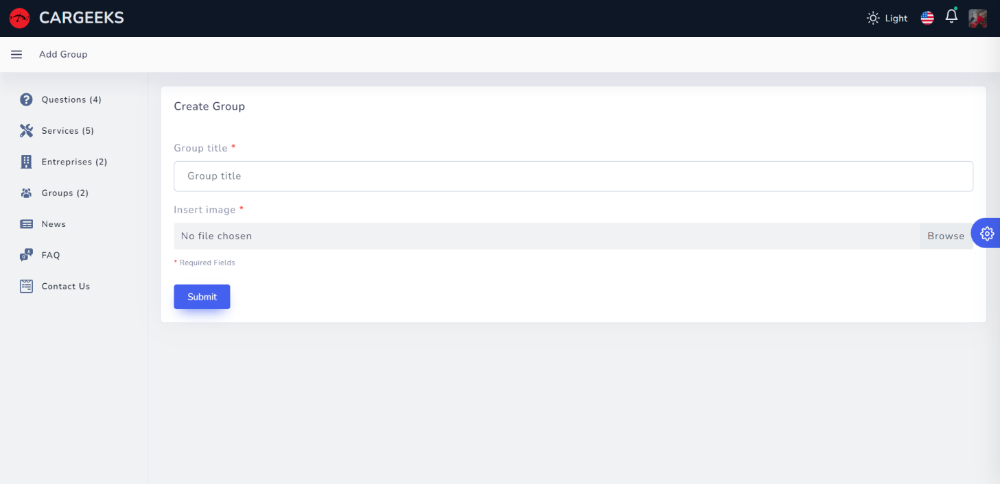 CARGEEKS
Light
Add Group
Questions (4)
Services (5)
Entreprises (2)
Groups (2)
News
FAQ
Contact Us
Create Group
Group title *
Group title
Insert image *
No file chosen
Browse
* Required Fields
Submit